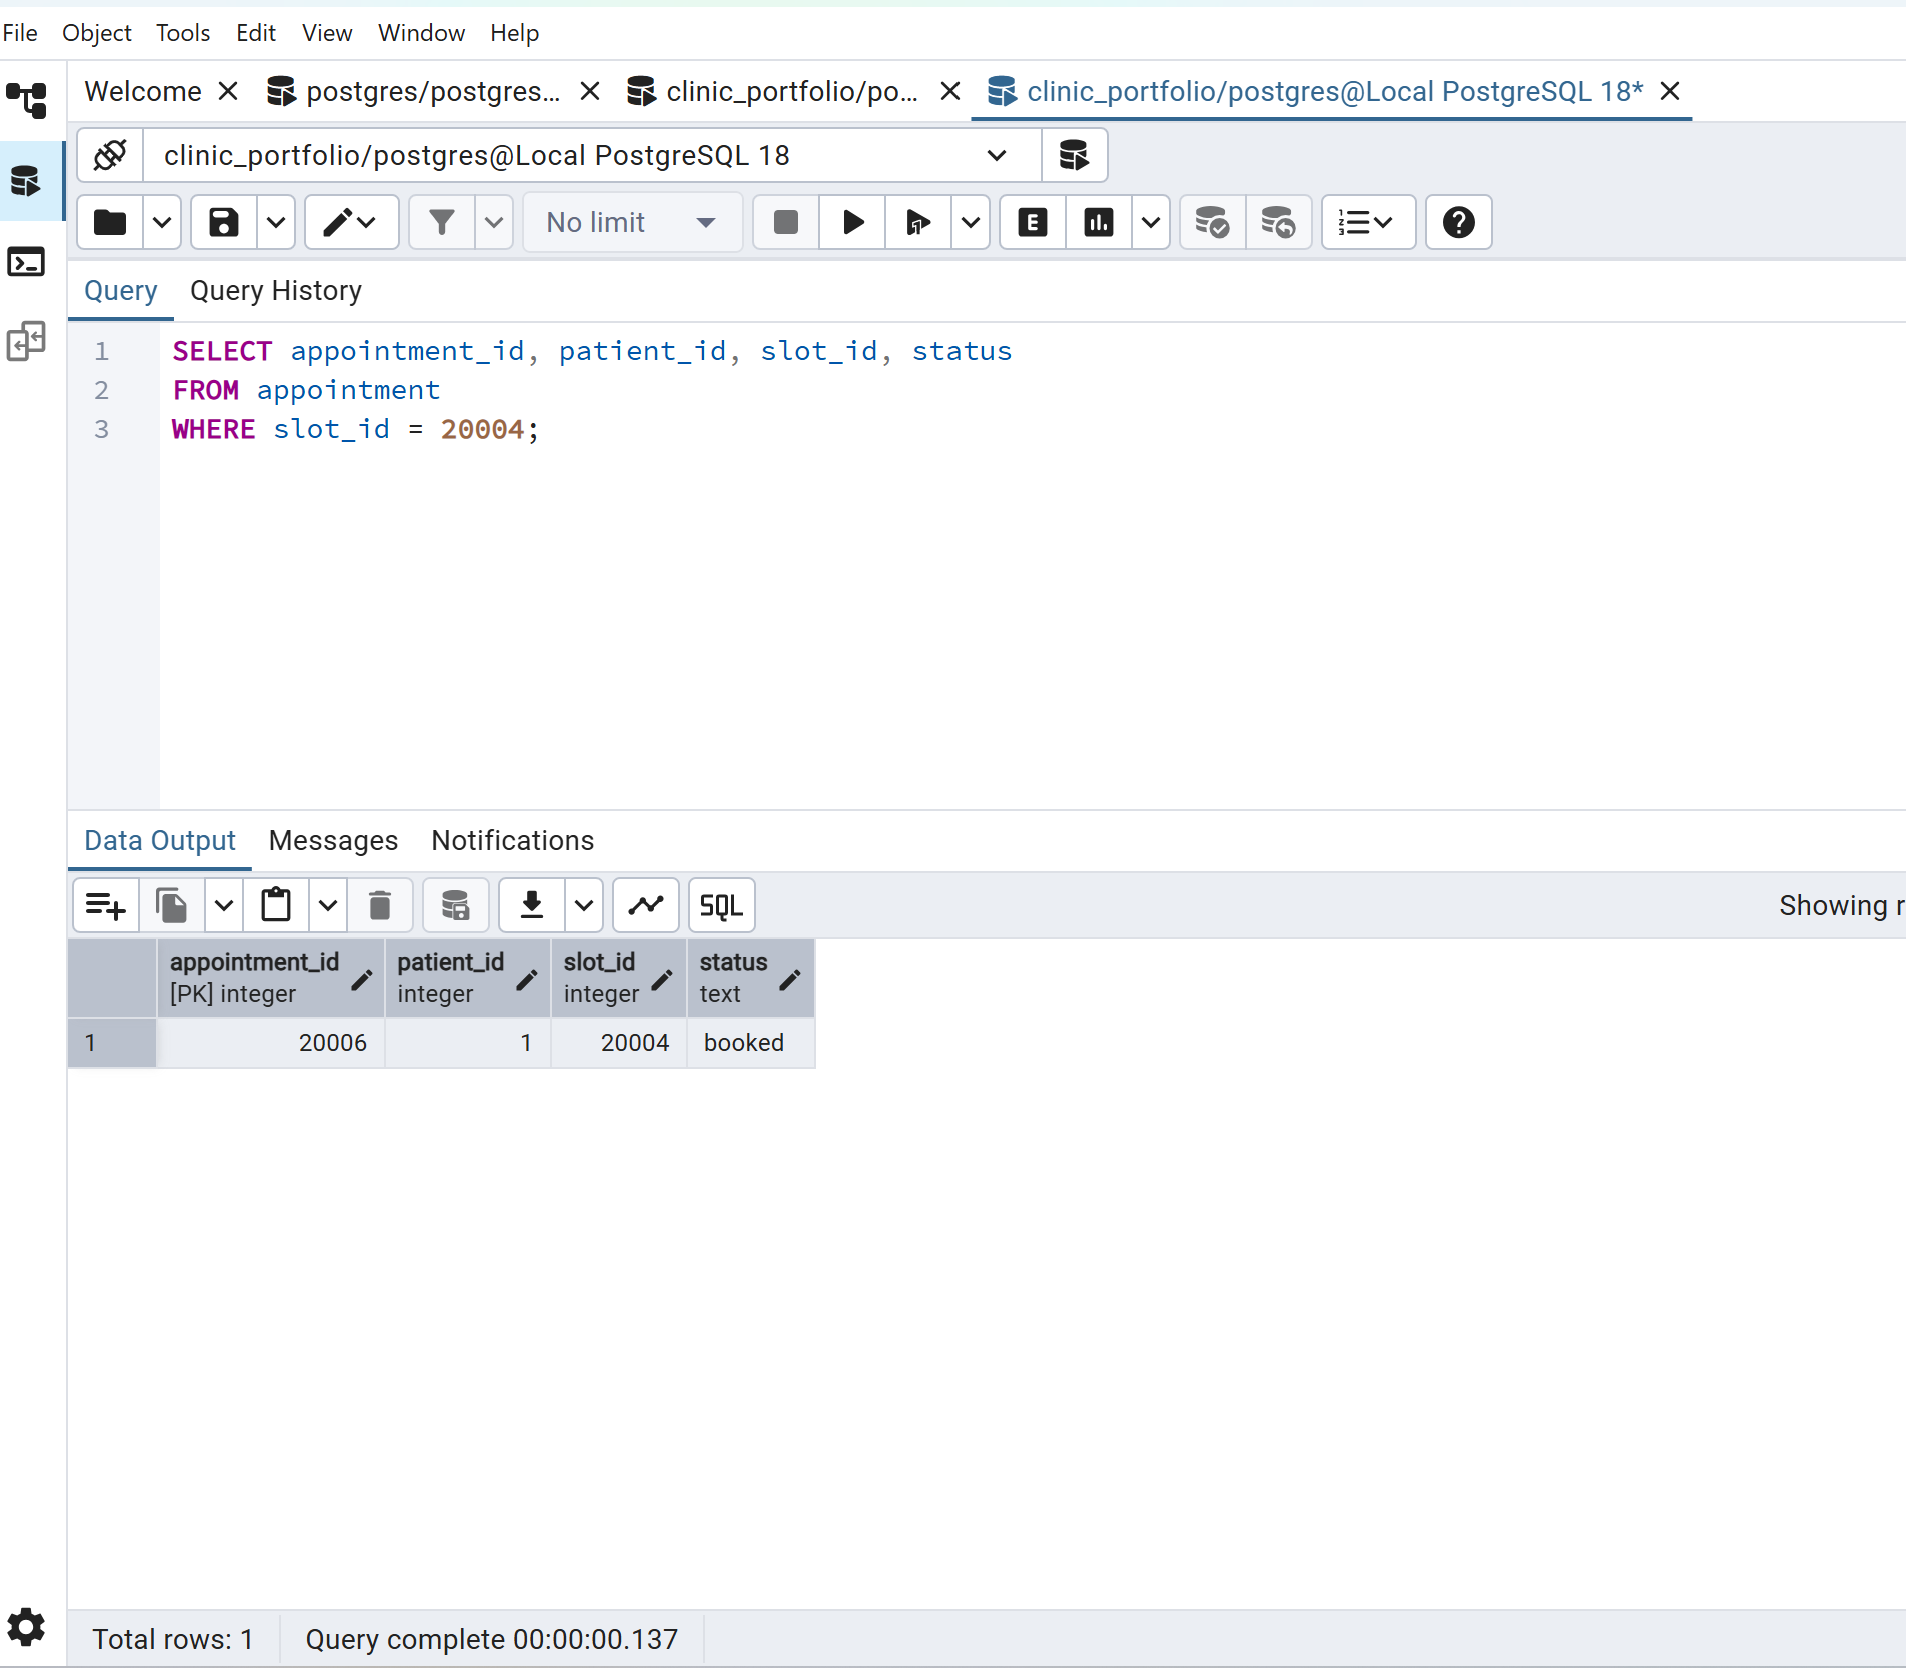 File Object Tools Edit View Window Help
Welcome postgres/postgres... clinic_portfolio/po... clinic_portfolio/postgres@Local PostgreSQL 18*
clinic_portfolio/postgres@Local PostgreSQL 18
No limit E
Query Query History
1 SELECT appointment_id, patient_id, slot_id, status
2 FROM appointment
3 WHERE slot_id = 20004;
Data Output Messages Notifications
SQL Showing r
appointment_id patient_id slot_id status
[PK] integer integer integer text
1 20006 1 20004 booked
Total rows: 1 Query complete 00:00:00.137